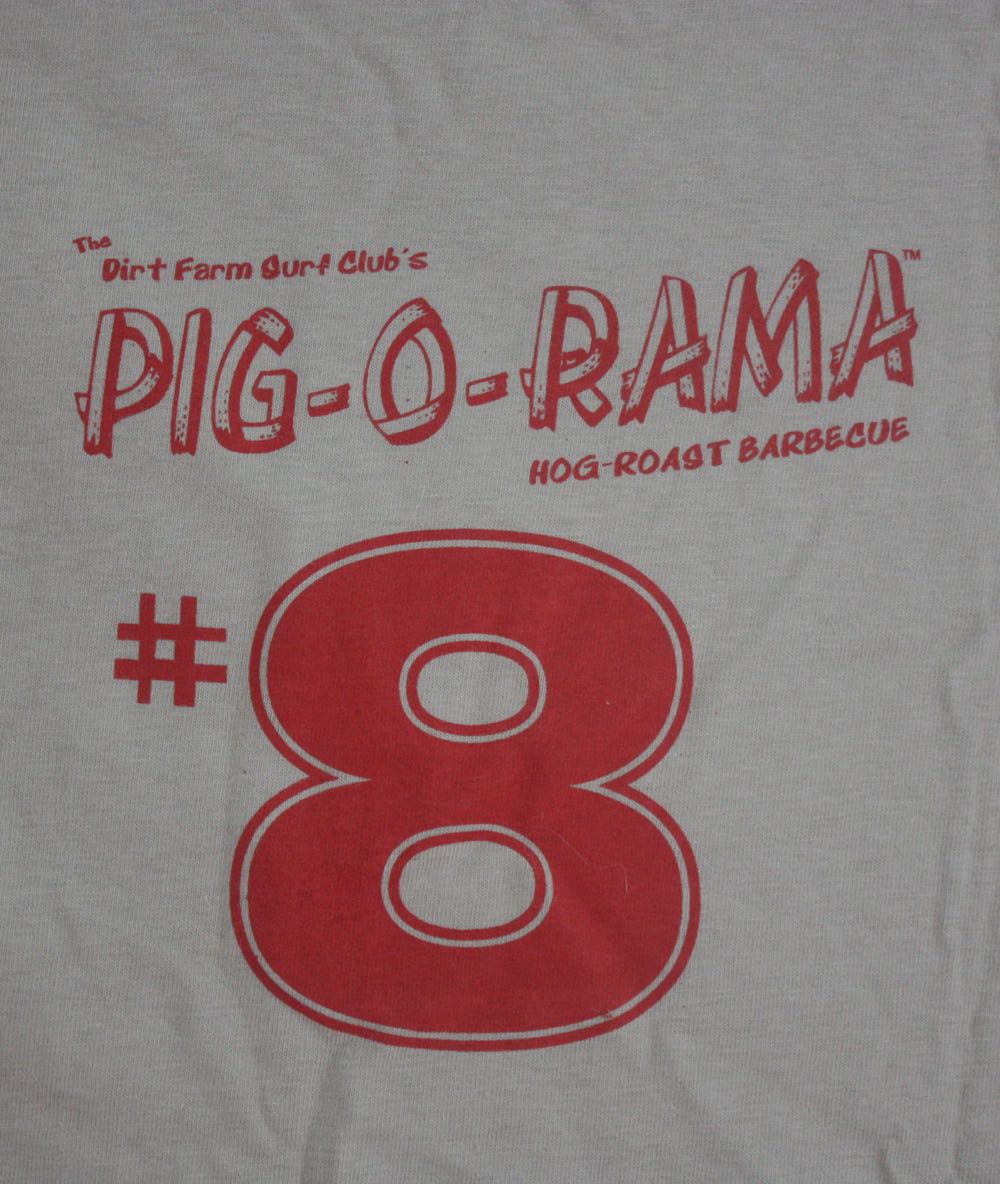 The
Dirt Farm Surf Club's
PIG-O-RAMA™
HOG-ROAST BARBECUE
#8